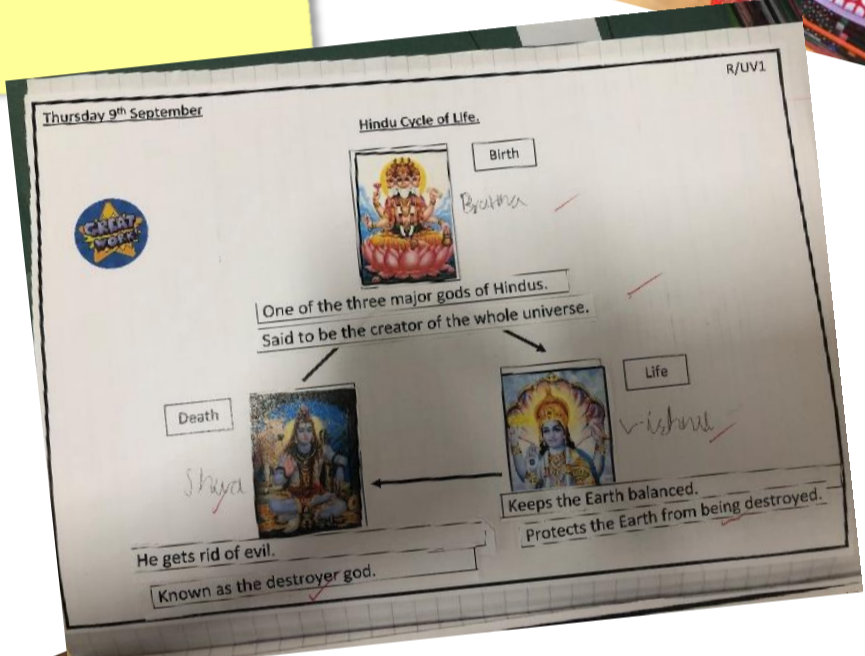 R/UV1
Thursday 9th September
Hindu Cycle of Life.
Birth
Brahma
GREAT
WORK!
One of the three major gods of Hindus.
Said to be the creator of the whole universe.
Life
Vishnu
Death
Shiva
Keeps the Earth balanced.
Protects the Earth from being destroyed.
He gets rid of evil.
Known as the destroyer god.